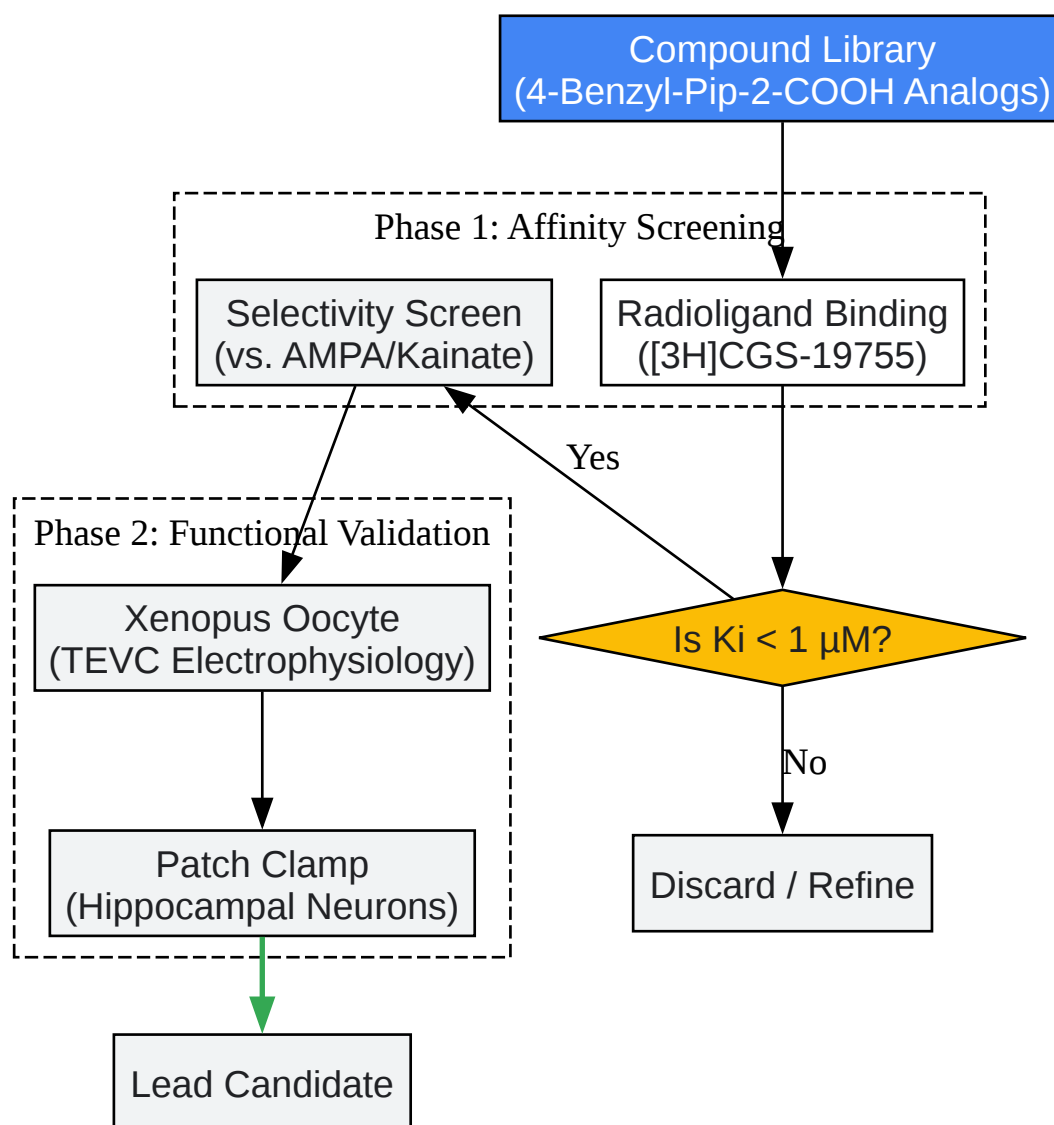 Compound Library
(4-Benzyl-Pip-2-COOH Analogs)
Phase 1: Affinity Screening
Selectivity Screen
(vs. AMPA/Kainate)
Radioligand Binding
([3H]CGS-19755)
Yes
Phase 2: Functional Validation
Xenopus Oocyte
(TEVC Electrophysiology)
Is Ki < 1 µM?
No
Patch Clamp
(Hippocampal Neurons)
Discard / Refine
Lead Candidate